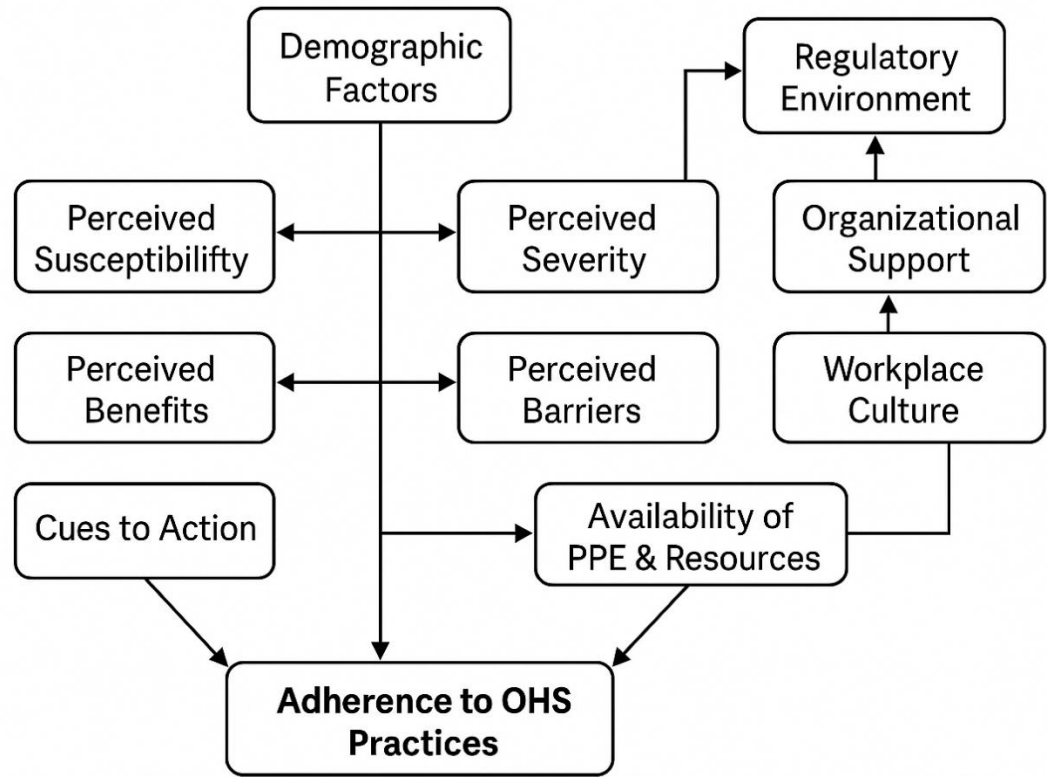 Demographic
Factors
Regulatory
Environment
Perceived
Susceptibilifty
Perceived
Severity
Organizational
Support
Perceived
Benefits
Perceived
Barriers
Workplace
Culture
Cues to Action
Availability of
PPE & Resources
Adherence to OHS
Practices